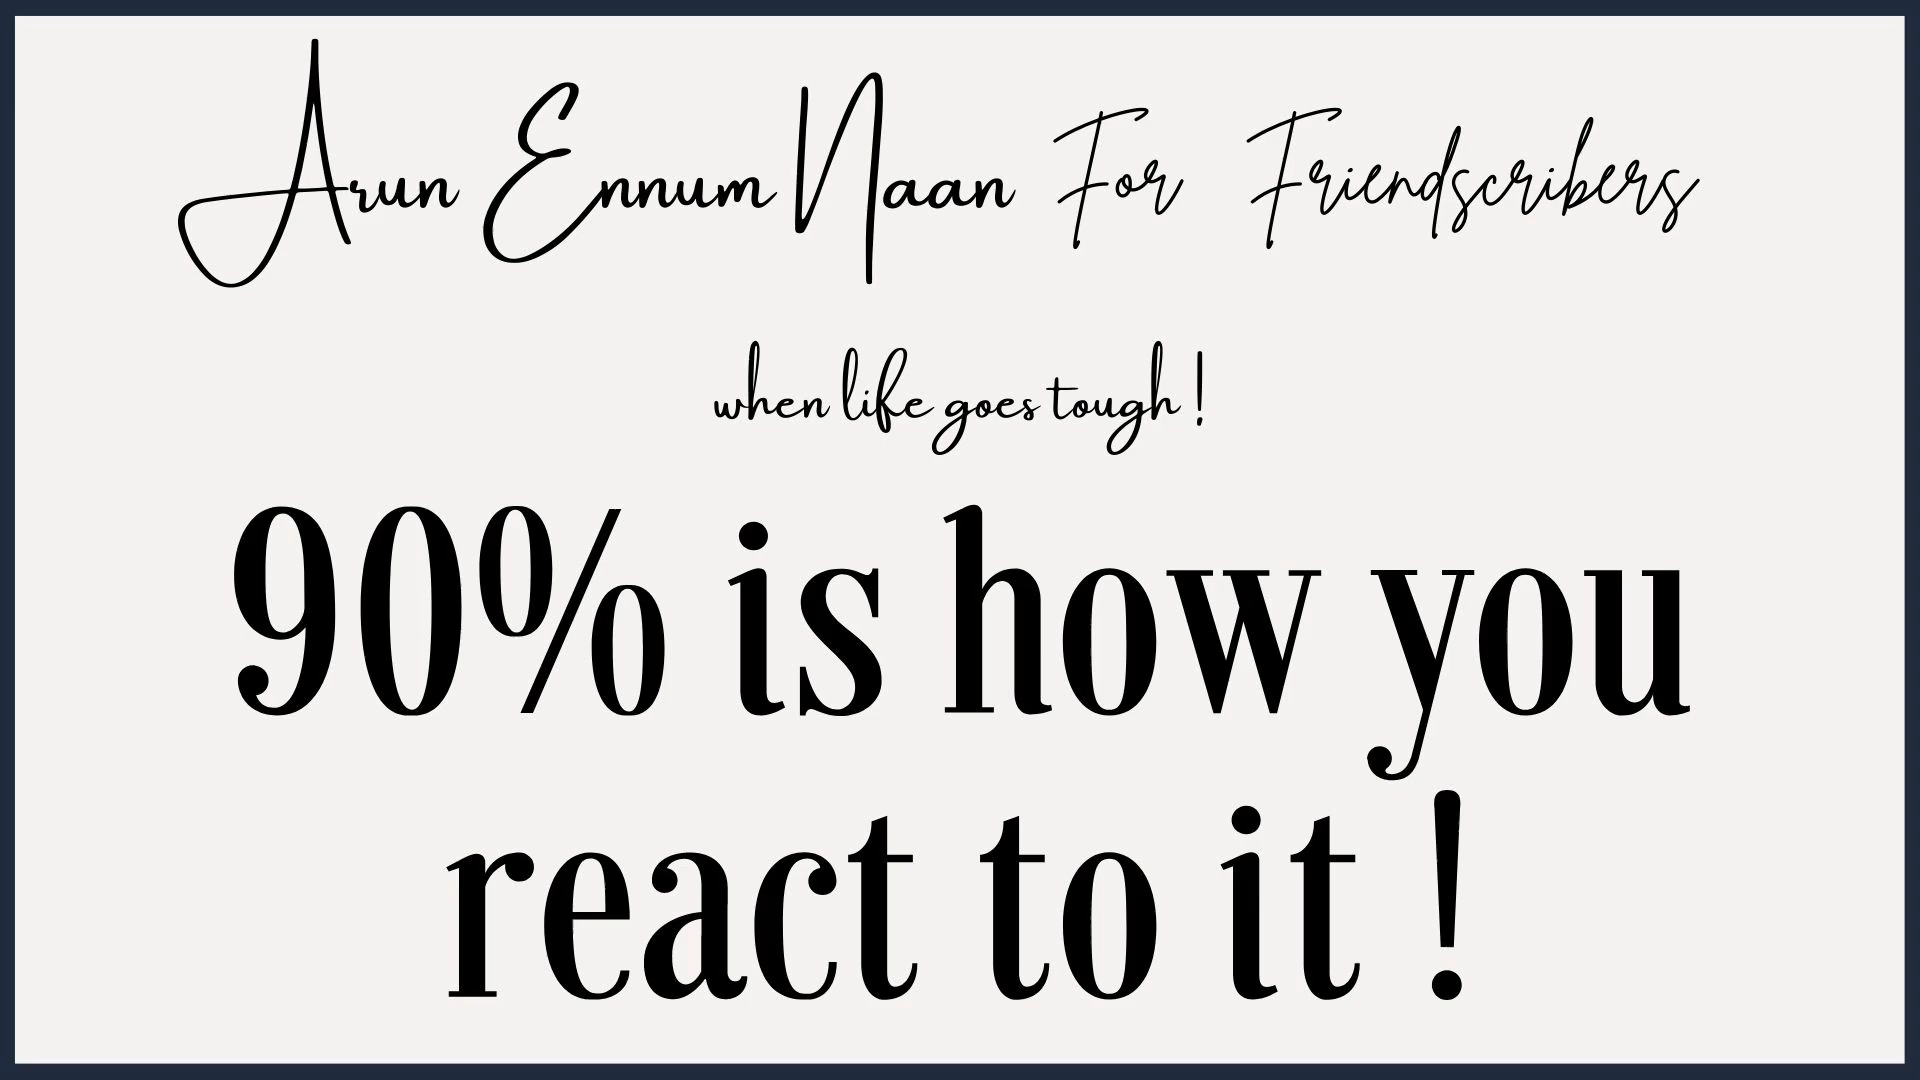 Arun Ennum Naan For Friendscribers
when life goes tough !
90% is how you
react to it !